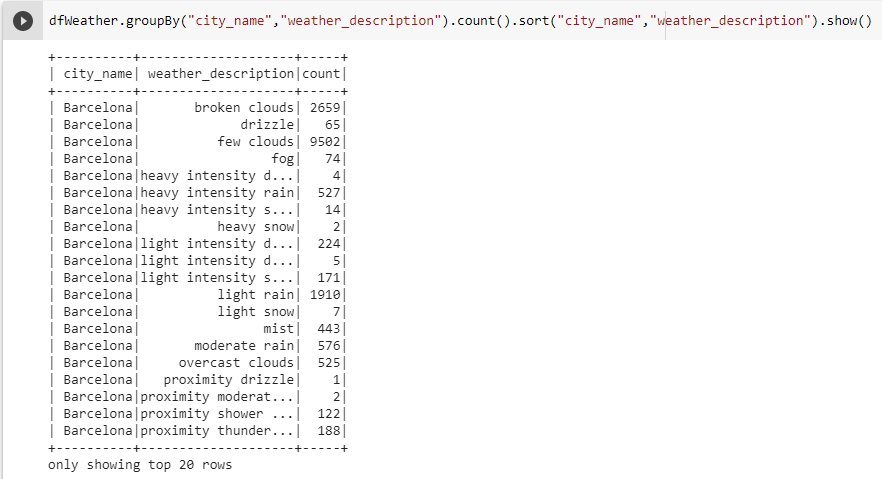 dfWeather.groupBy("city_name","weather_description").count().sort("city_name","weather_description").show()
+----------+--------------------+-----+
| city_name| weather_description|count|
+----------+--------------------+-----+
| Barcelona|       broken clouds| 2659|
| Barcelona|             drizzle|   65|
| Barcelona|          few clouds| 9502|
| Barcelona|                 fog|   74|
| Barcelona|heavy intensity d...|    4|
| Barcelona|heavy intensity rain|  527|
| Barcelona|heavy intensity s...|   14|
| Barcelona|          heavy snow|    2|
| Barcelona|light intensity d...|  224|
| Barcelona|light intensity d...|    5|
| Barcelona|light intensity s...|  171|
| Barcelona|          light rain| 1910|
| Barcelona|          light snow|    7|
| Barcelona|                mist|  443|
| Barcelona|       moderate rain|  576|
| Barcelona|     overcast clouds|  525|
| Barcelona|   proximity drizzle|    1|
| Barcelona|proximity moderat...|    2|
| Barcelona|proximity shower ...|  122|
| Barcelona|proximity thunder...|  188|
+----------+--------------------+-----+
only showing top 20 rows